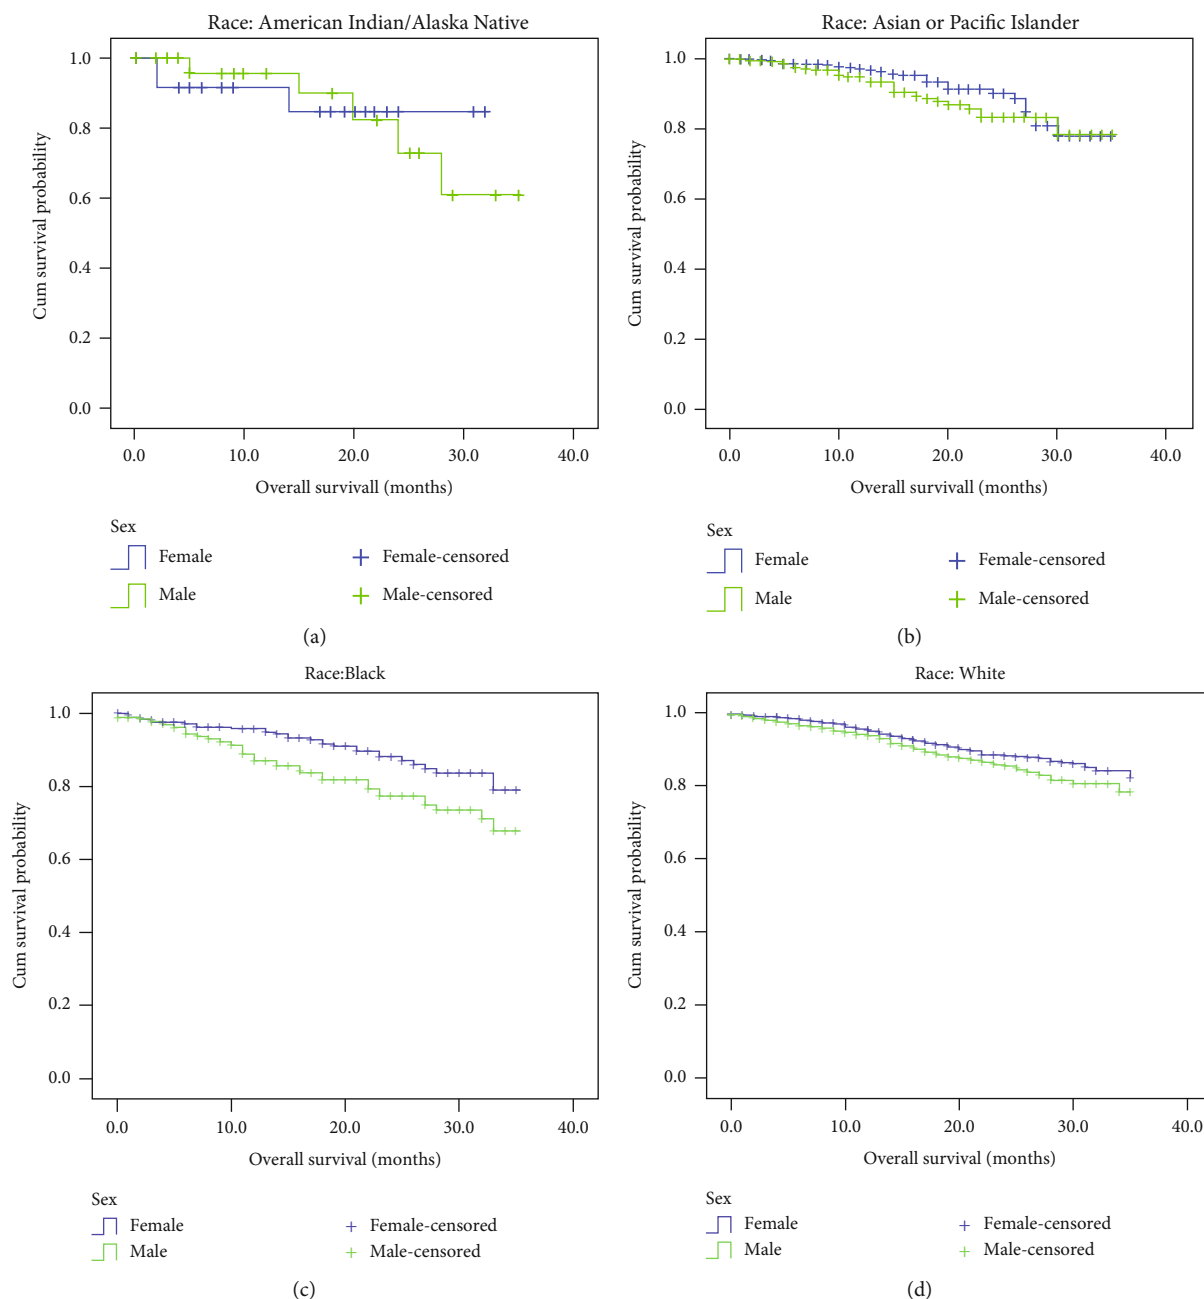 Race: American Indian/Alaska Native
1.0
0.8
0.6
0.4
0.2
0.0
Cum survival probability
0.0 10.0 20.0 30.0 40.0
Overall survivall (months)
Sex
Female Female-censored
Male Male-censored
(a)
Race: Asian or Pacific Islander
1.0
0.8
0.6
0.4
0.2
0.0
Cum survival probability
0.0 10.0 20.0 30.0 40.0
Overall survivall (months)
Sex
Female Female-censored
Male Male-censored
(b)
Race:Black
1.0
0.8
0.6
0.4
0.2
0.0
Cum survival probability
0.0 10.0 20.0 30.0 40.0
Overall survival (months)
Sex
Female Female-censored
Male Male-censored
(c)
Race: White
1.0
0.8
0.6
0.4
0.2
0.0
Cum survival probability
0.0 10.0 20.0 30.0 40.0
Overall survival (months)
Sex
Female Female-censored
Male Male-censored
(d)